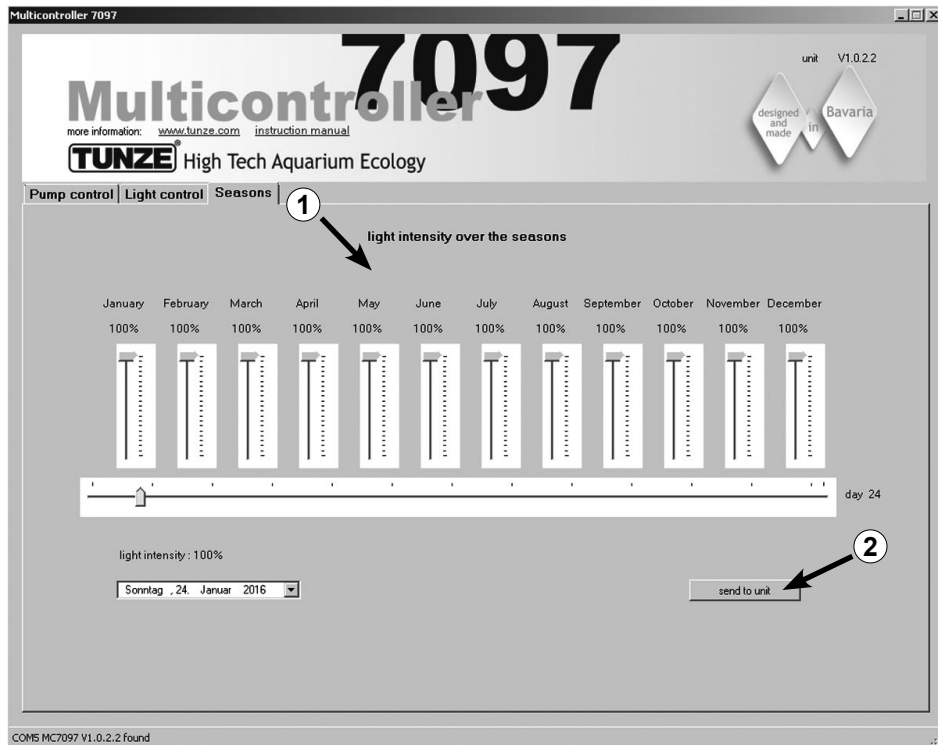 Multicontroller 7097
7097
unit V1.0.2.2
Multicontroller
designed and made in Bavaria
more information: www.tunze.com instruction manual
TUNZE® High Tech Aquarium Ecology
Pump control Light control Seasons
1
light intensity over the seasons
January February March April May June July August September October November December
100% 100% 100% 100% 100% 100% 100% 100% 100% 100% 100% 100%
day 24
2
light intensity : 100%
Sonntag , 24. Januar 2016
send to unit
COM5 MC7097 V1.0.2.2 found